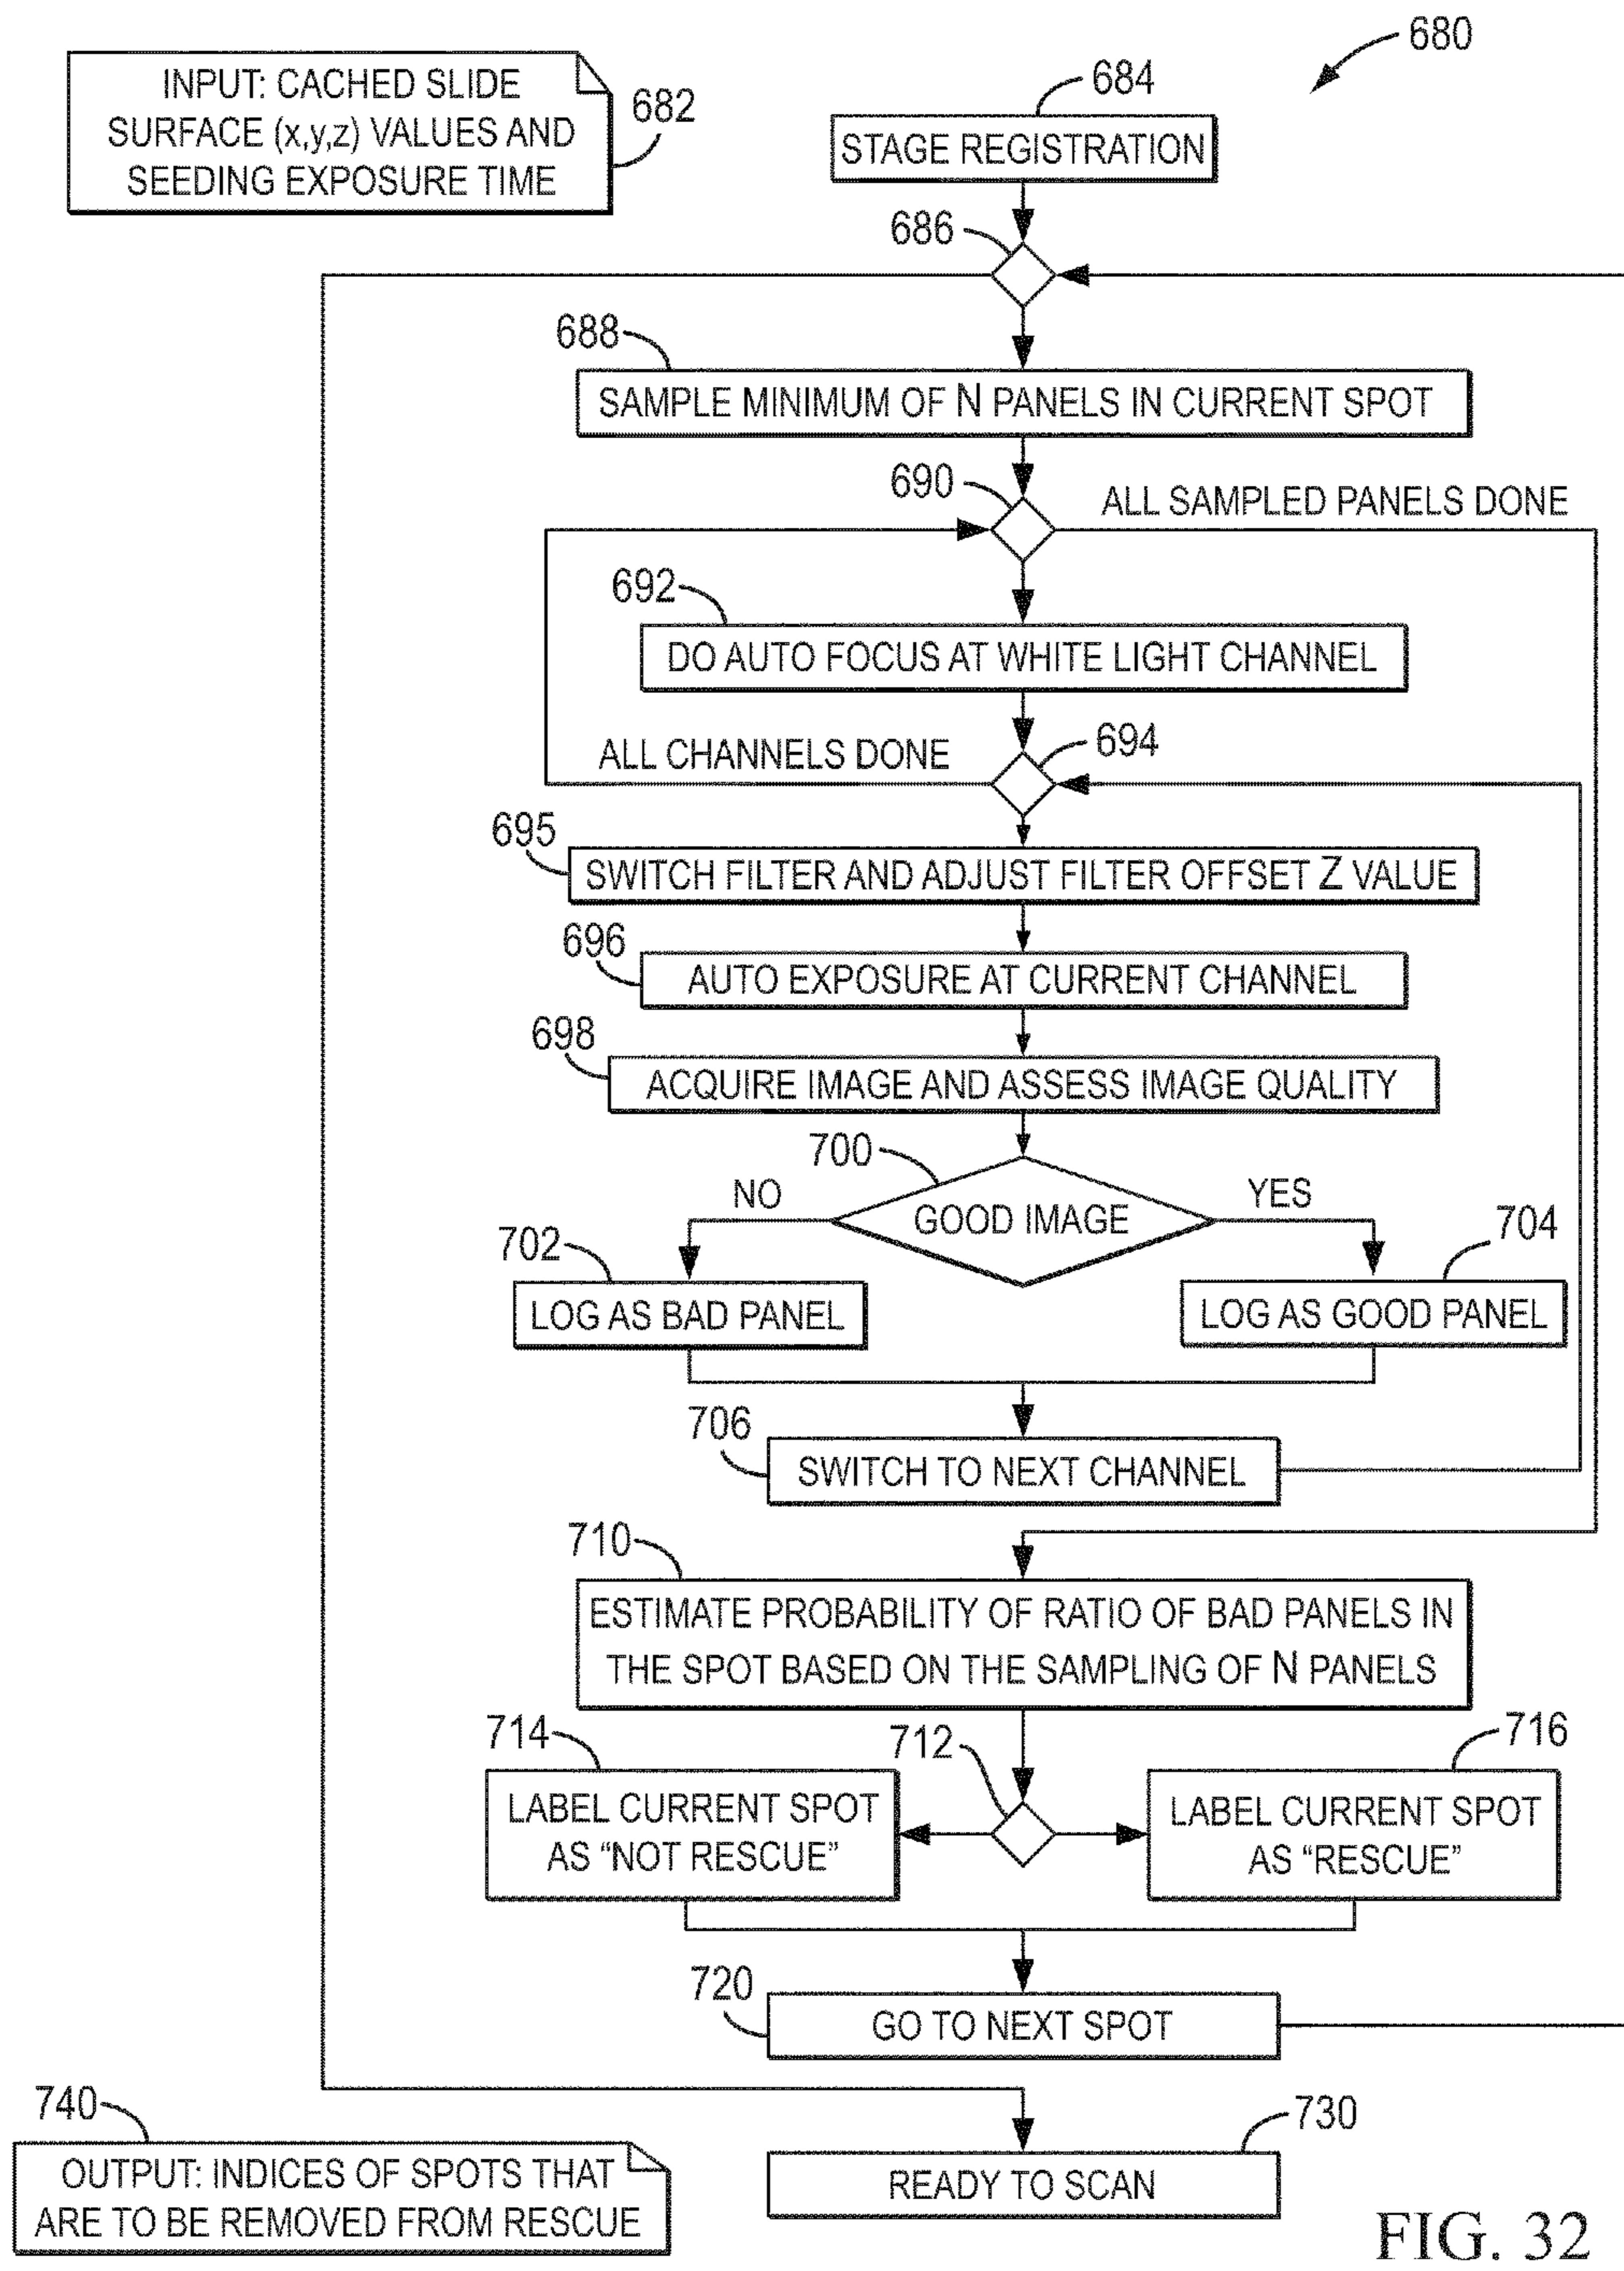 680
INPUT: CACHED SLIDE
SURFACE (x,y,z) VALUES AND
SEEDING EXPOSURE TIME
682
684
STAGE REGISTRATION
686
688
SAMPLE MINIMUM OF N PANELS IN CURRENT SPOT
690
ALL SAMPLED PANELS DONE
692
DO AUTO FOCUS AT WHITE LIGHT CHANNEL
ALL CHANNELS DONE
694
695
SWITCH FILTER AND ADJUST FILTER OFFSET Z VALUE
696
AUTO EXPOSURE AT CURRENT CHANNEL
698
ACQUIRE IMAGE AND ASSESS IMAGE QUALITY
700
NO
GOOD IMAGE
YES
702
LOG AS BAD PANEL
704
LOG AS GOOD PANEL
706
SWITCH TO NEXT CHANNEL
710
ESTIMATE PROBABILITY OF RATIO OF BAD PANELS IN
THE SPOT BASED ON THE SAMPLING OF N PANELS
714
LABEL CURRENT SPOT
AS “NOT RESCUE”
712
716
LABEL CURRENT SPOT
AS “RESCUE”
720
GO TO NEXT SPOT
740
OUTPUT: INDICES OF SPOTS THAT
ARE TO BE REMOVED FROM RESCUE
730
READY TO SCAN
FIG. 32